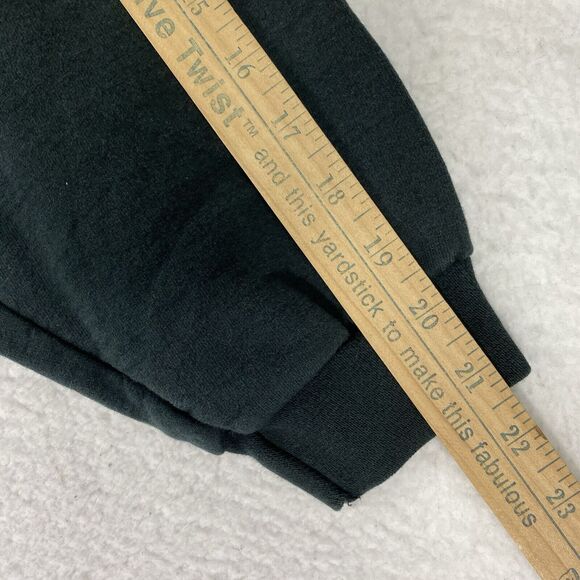 15 16 17 18 19 20 21 22 23
ve Twist™ and this yardstick to make this fabulous